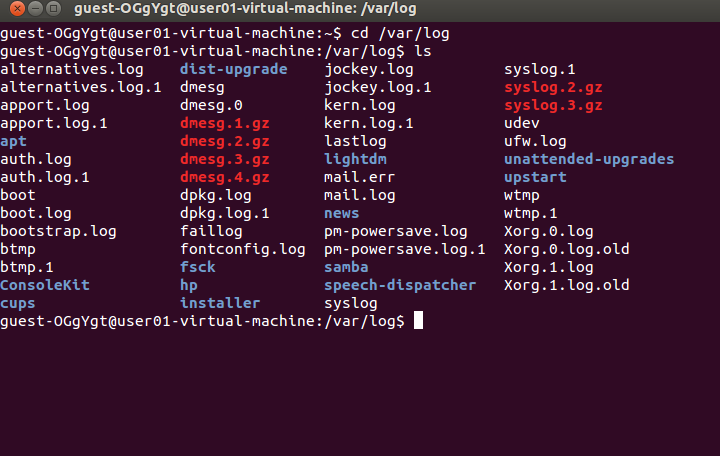 guest-OGgYgt@user01-virtual-machine: /var/log
guest-OGgYgt@user01-virtual-machine:~$ cd /var/log
guest-OGgYgt@user01-virtual-machine:/var/log$ ls
alternatives.log dist-upgrade jockey.log syslog.1
alternatives.log.1 dmesg jockey.log.1 syslog.2.gz
apport.log dmesg.0 kern.log syslog.3.gz
apport.log.1 dmesg.1.gz kern.log.1 udev
apt dmesg.2.gz lastlog ufw.log
auth.log dmesg.3.gz lightdm unattended-upgrades
auth.log.1 dmesg.4.gz mail.err upstart
boot dpkg.log mail.log wtmp
boot.log dpkg.log.1 news wtmp.1
bootstrap.log faillog pm-powersave.log Xorg.0.log
btmp fontconfig.log pm-powersave.log.1 Xorg.0.log.old
btmp.1 fsck samba Xorg.1.log
ConsoleKit hp speech-dispatcher Xorg.1.log.old
cups installer syslog
guest-OGgYgt@user01-virtual-machine:/var/log$